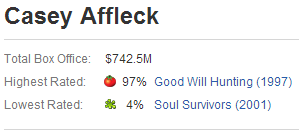 Casey Affleck
Total Box Office: $742.5M
Highest Rated: 97% Good Will Hunting (1997)
Lowest Rated: 4% Soul Survivors (2001)